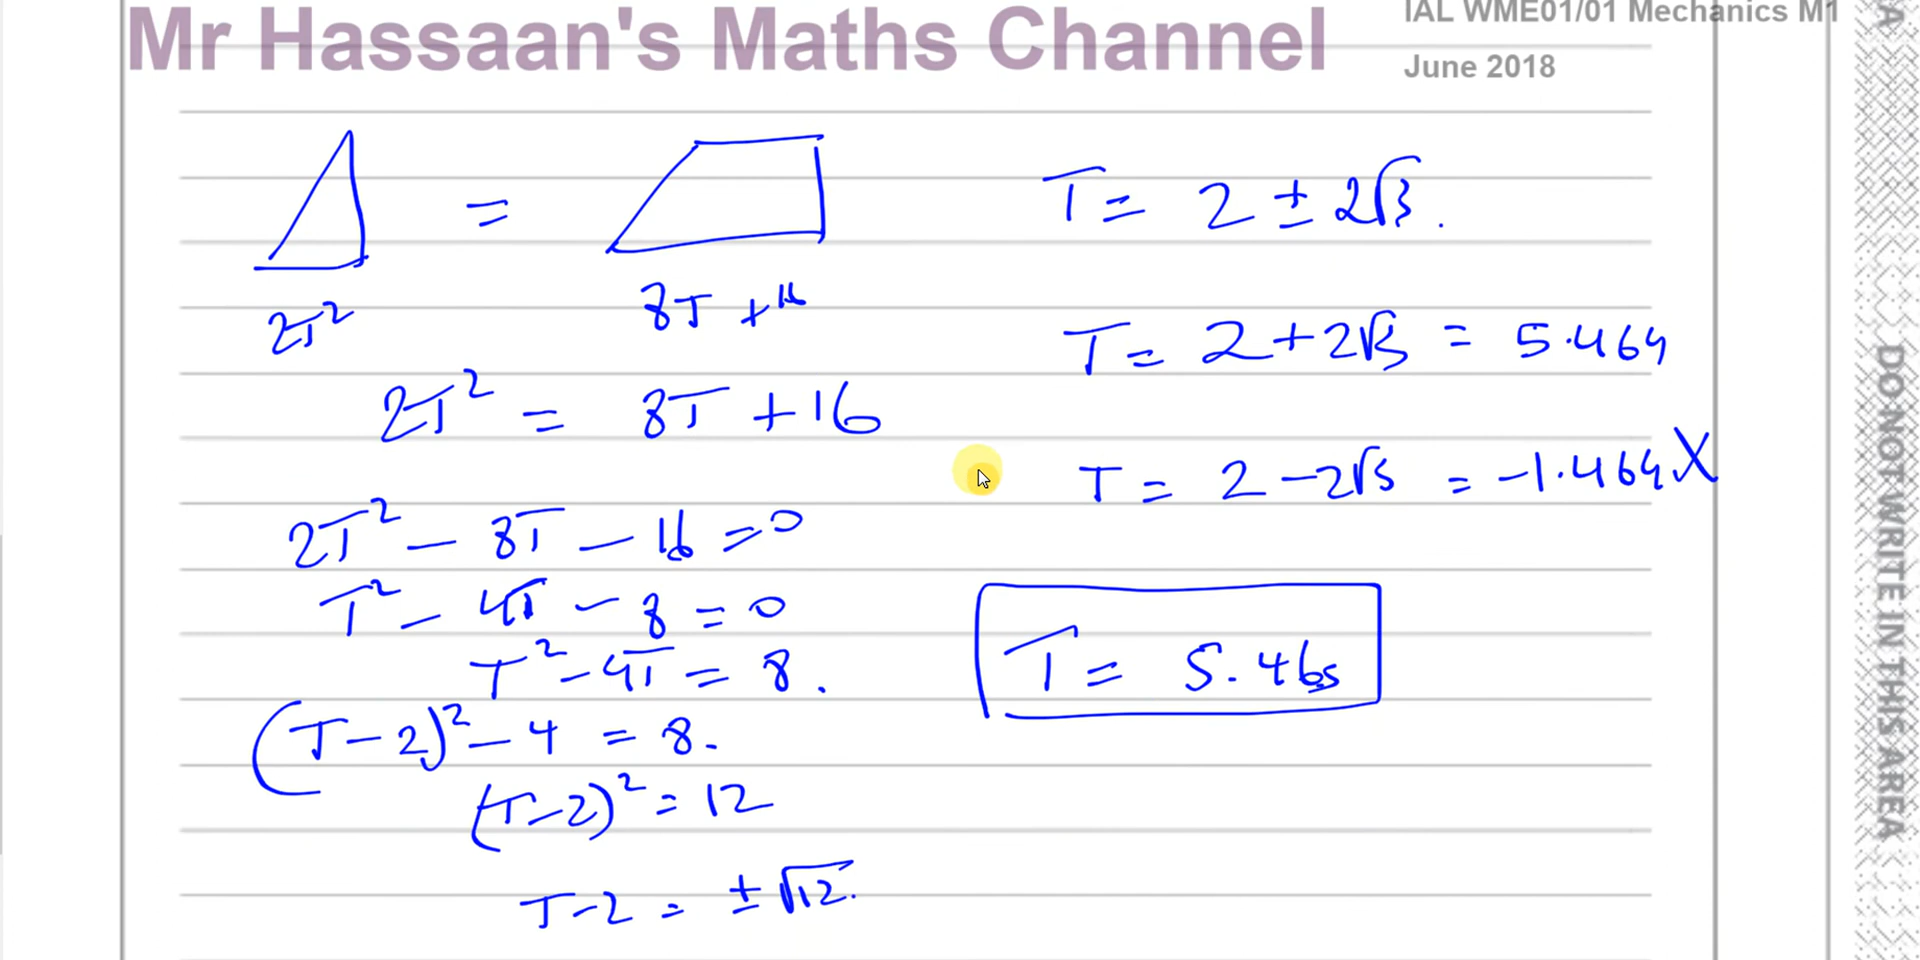 Mr Hassaan's Maths Channel
IAL WME01/01 Mechanics M1
June 2018
=
2T² 8T + 16
2T² = 8T + 16
2T² - 8T - 16 = 0
T² - 4T - 8 = 0
T² - 4T = 8.
(T - 2)² - 4 = 8.
(T - 2)² = 12
T - 2 = ± √12.
T = 2 ± 2√3.
T = 2 + 2√3 = 5.464
T = 2 - 2√3 = -1.464 X
T = 5.46s
DO NOT WRITE IN THIS AREA
A